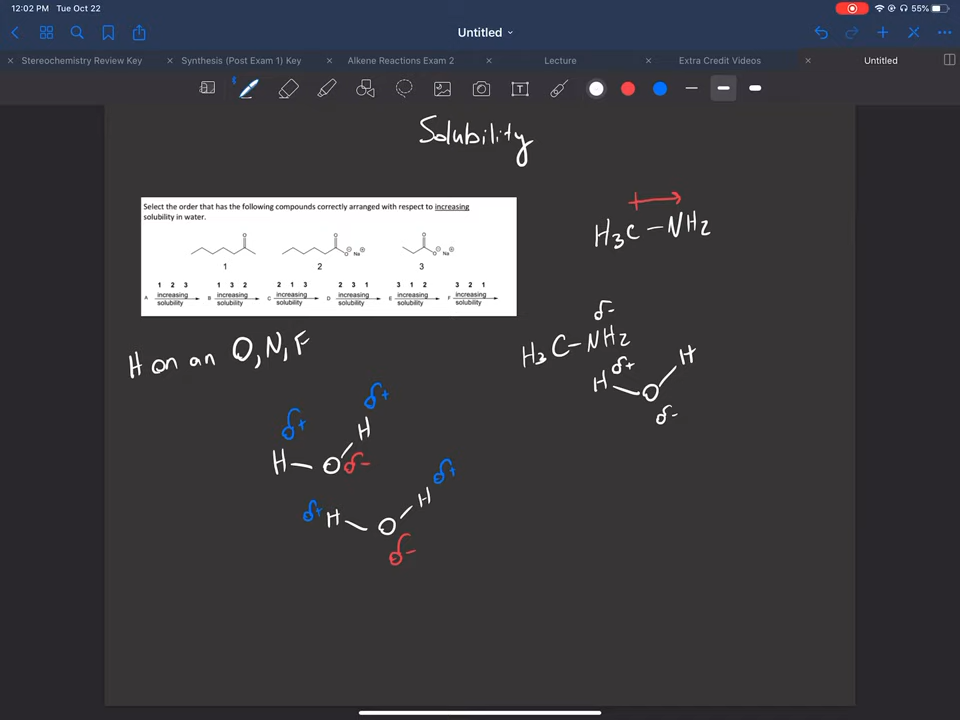 12:02 PM Tue Oct 22
55%
Untitled
Stereochemistry Review Key
Synthesis (Post Exam 1) Key
Alkene Reactions Exam 2
Lecture
Extra Credit Videos
Untitled
Solubility
Select the order that has the following compounds correctly arranged with respect to increasing
solubility in water.
O
O
O
O⊖ Na⊕
O⊖ Na⊕
1 2 3
1 2 3
1 3 2
2 1 3
2 3 1
3 1 2
3 2 1
A increasing solubility
B increasing solubility
C increasing solubility
D increasing solubility
E increasing solubility
F increasing solubility
H3C-NH2
H on an O, N, F
δ-
H3C-NH2
δ+
H
H O
δ-
δ+
δ+
H
H-O δ-
δ+
H
δ+ H O
δ-